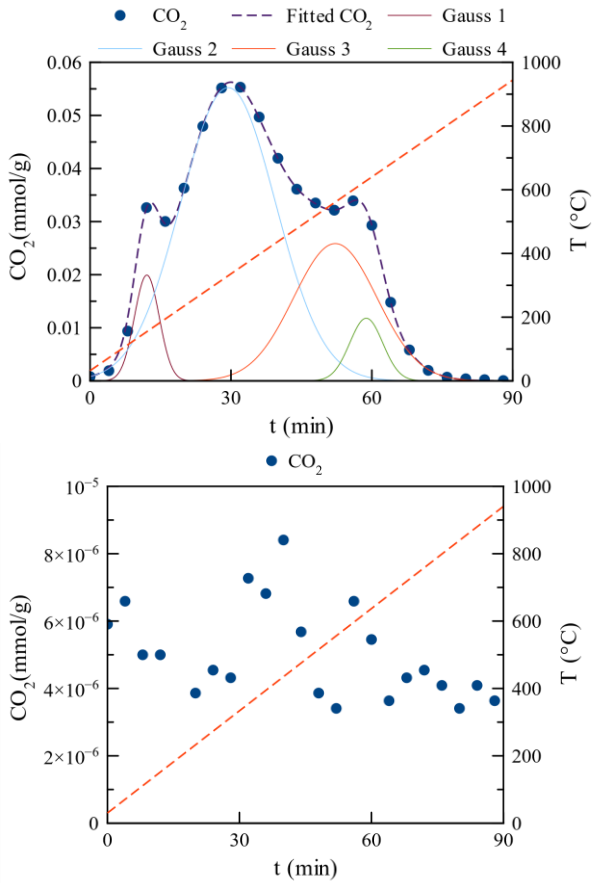 CO₂ Fitted CO₂ Gauss 1
Gauss 2 Gauss 3 Gauss 4
0.06 1000
0.05 800
0.04 600
0.03
0.02 400
0.01 200
0 0
0 30 60 90
CO₂(mmol/g)
T (°C)
t (min)
CO₂
10⁻⁵ 1000
8×10⁻⁶ 800
6×10⁻⁶ 600
4×10⁻⁶ 400
2×10⁻⁶ 200
0 0
0 30 60 90
CO₂(mmol/g)
T (°C)
t (min)